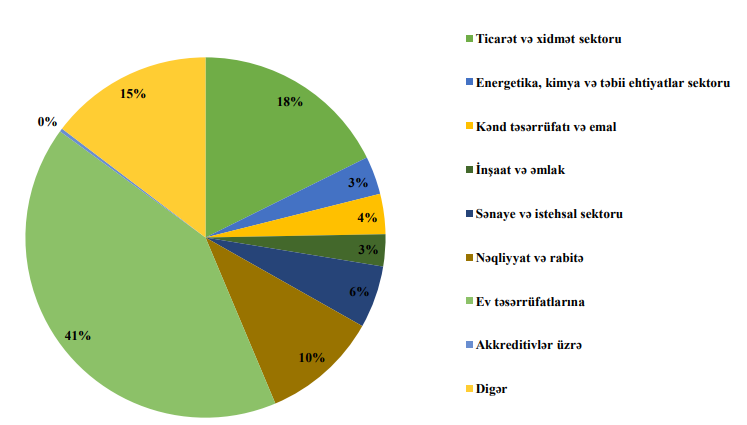 18%
3%
4%
3%
6%
10%
41%
0%
15%
Ticarət və xidmət sektoru
Energetika, kimya və təbii ehtiyatlar sektoru
Kənd təsərrüfatı və emal
İnşaat və əmlak
Sənaye və istehsal sektoru
Nəqliyyat və rabitə
Ev təsərrüfatlarına
Akkreditivlər üzrə
Digər